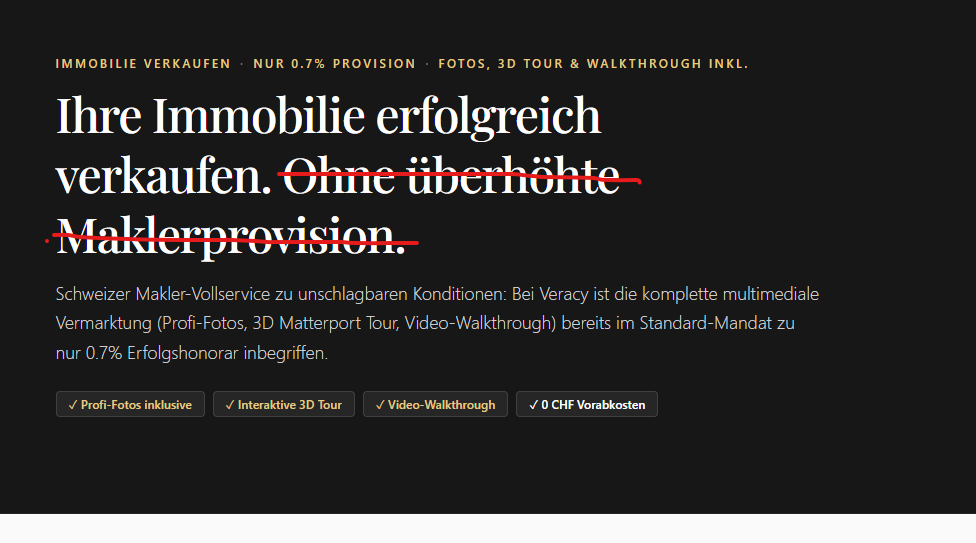 IMMOBILIE VERKAUFEN · NUR 0.7% PROVISION · FOTOS, 3D TOUR & WALKTHROUGH INKL.
Ihre Immobilie erfolgreich
verkaufen. Ohne überhöhte
Maklerprovision.
Schweizer Makler-Vollservice zu unschlagbaren Konditionen: Bei Veracy ist die komplette multimediale
Vermarktung (Profi-Fotos, 3D Matterport Tour, Video-Walkthrough) bereits im Standard-Mandat zu
nur 0.7% Erfolgshonorar inbegriffen.
✓ Profi-Fotos inklusive ✓ Interaktive 3D Tour ✓ Video-Walkthrough ✓ 0 CHF Vorabkosten